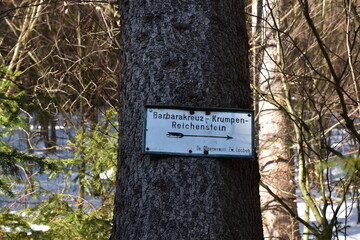 Barbarakreuz - Krumpen-
Reichenstein